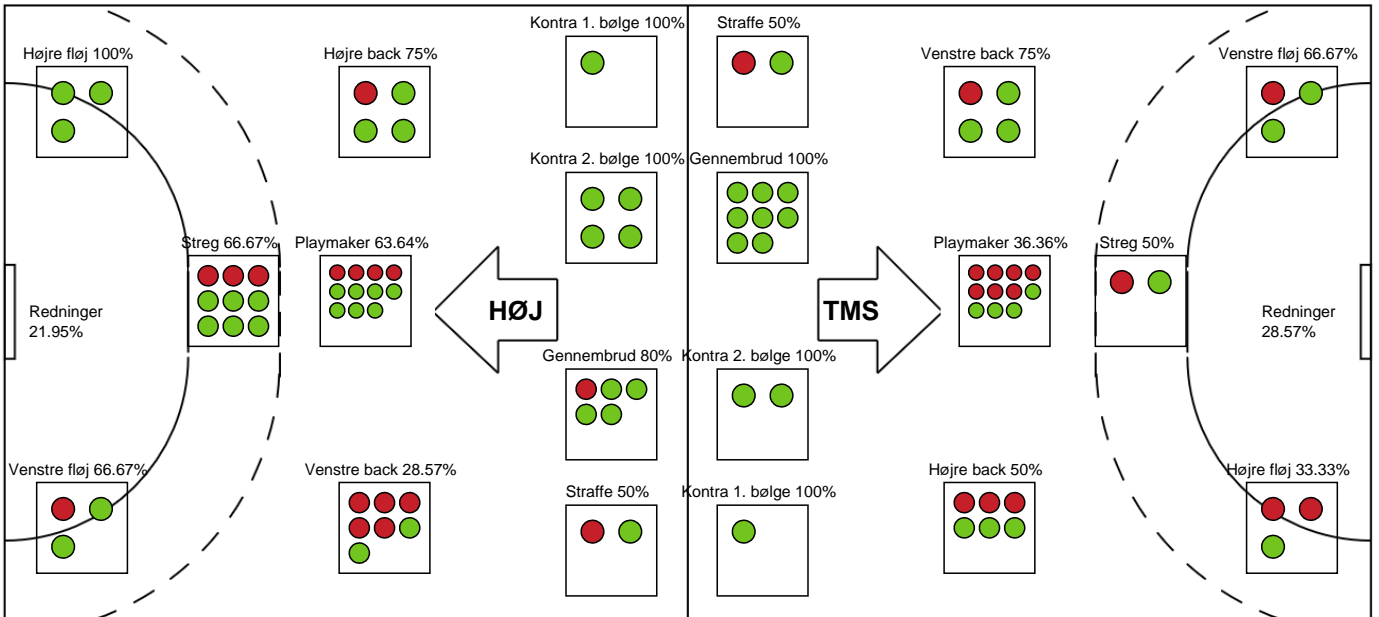 Kontra 1. bølge 100%
Straffe 50%
Højre fløj 100%
Højre back 75%
Venstre back 75%
Venstre fløj 66.67%
Kontra 2. bølge 100%
Gennembrud 100%
Streg 66.67%
Playmaker 63.64%
Playmaker 36.36%
Streg 50%
Redninger
21.95%
HØJ
TMS
Redninger
28.57%
Gennembrud 80%
Kontra 2. bølge 100%
Venstre fløj 66.67%
Venstre back 28.57%
Straffe 50%
Kontra 1. bølge 100%
Højre back 50%
Højre fløj 33.33%